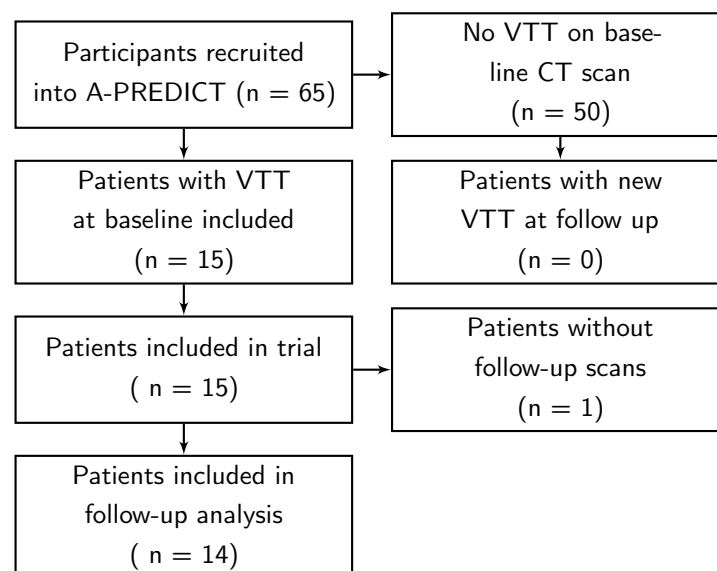 Participants recruited
into A-PREDICT (n = 65)
No VTT on base-
line CT scan
(n = 50)
Patients with VTT
at baseline included
(n = 15)
Patients with new
VTT at follow up
(n = 0)
Patients included in trial
( n = 15)
Patients without
follow-up scans
(n = 1)
Patients included in
follow-up analysis
( n = 14)